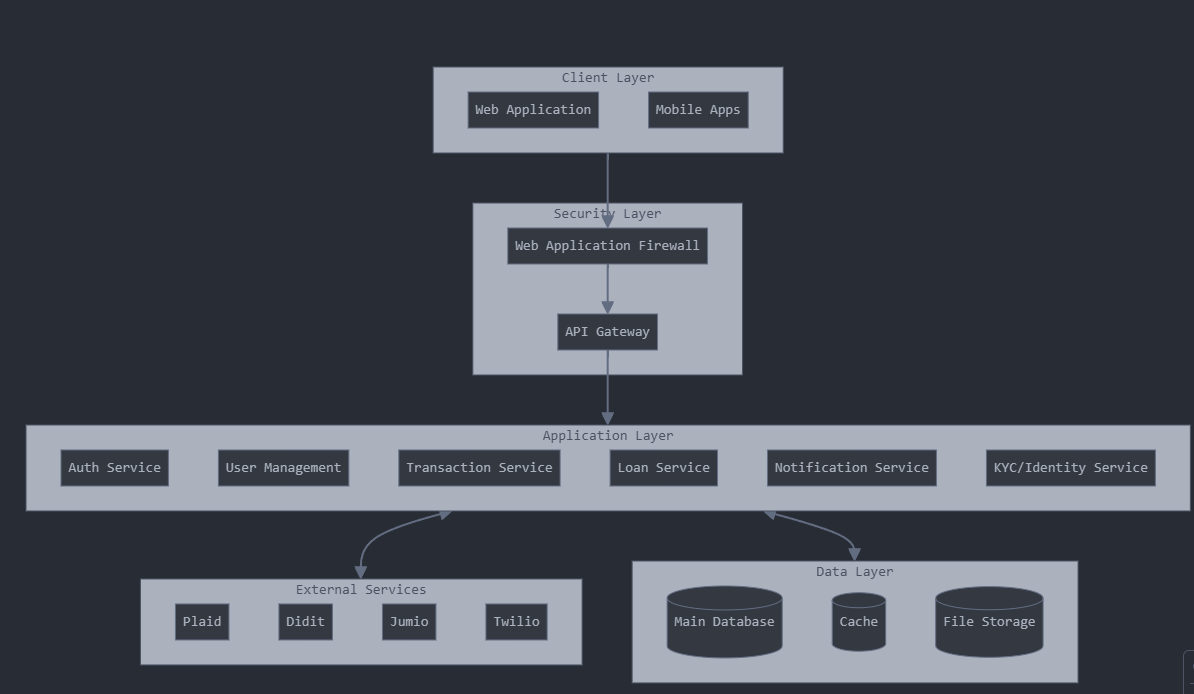 Client Layer
Web Application
Mobile Apps
Security Layer
Web Application Firewall
API Gateway
Application Layer
Auth Service
User Management
Transaction Service
Loan Service
Notification Service
KYC/Identity Service
External Services
Plaid
Didit
Jumio
Twilio
Data Layer
Main Database
Cache
File Storage